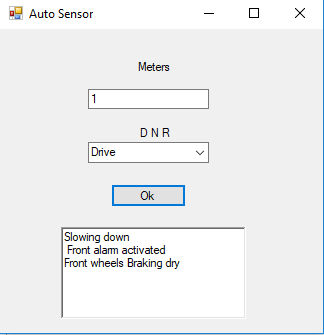 Auto Sensor
Meters
1
D N R
Drive
Ok
Slowing down
Front alarm activated
Front wheels Braking dry